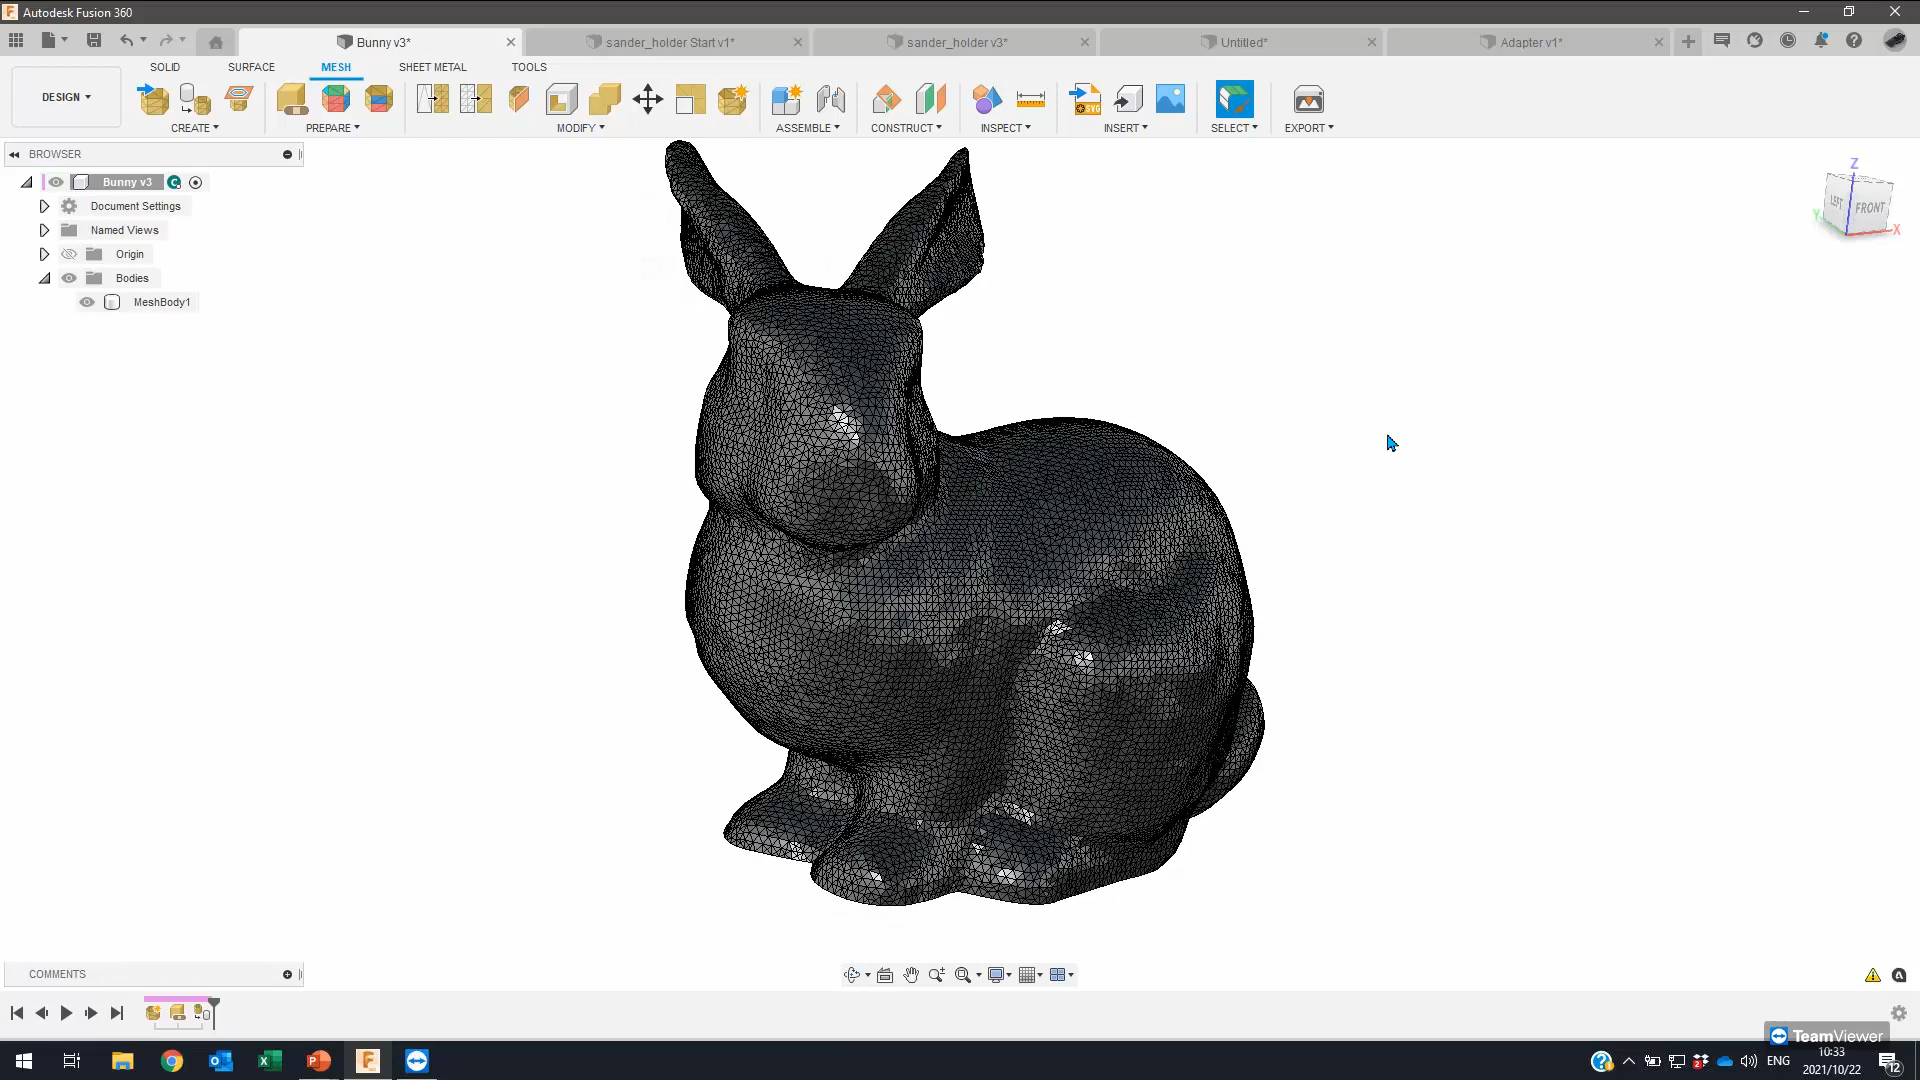 Autodesk Fusion 360
Bunny v3*
sander_holder Start v1*
sander_holder v3*
Untitled*
Adapter v1*
SOLID
SURFACE
MESH
SHEET METAL
TOOLS
DESIGN
CREATE
PREPARE
MODIFY
ASSEMBLE
CONSTRUCT
INSPECT
INSERT
SELECT
EXPORT
BROWSER
Bunny v3
Document Settings
Named Views
Origin
Bodies
MeshBody1
Z
LEFT
FRONT
Y
X
COMMENTS
TeamViewer
ENG
10:33
2021/10/22
12